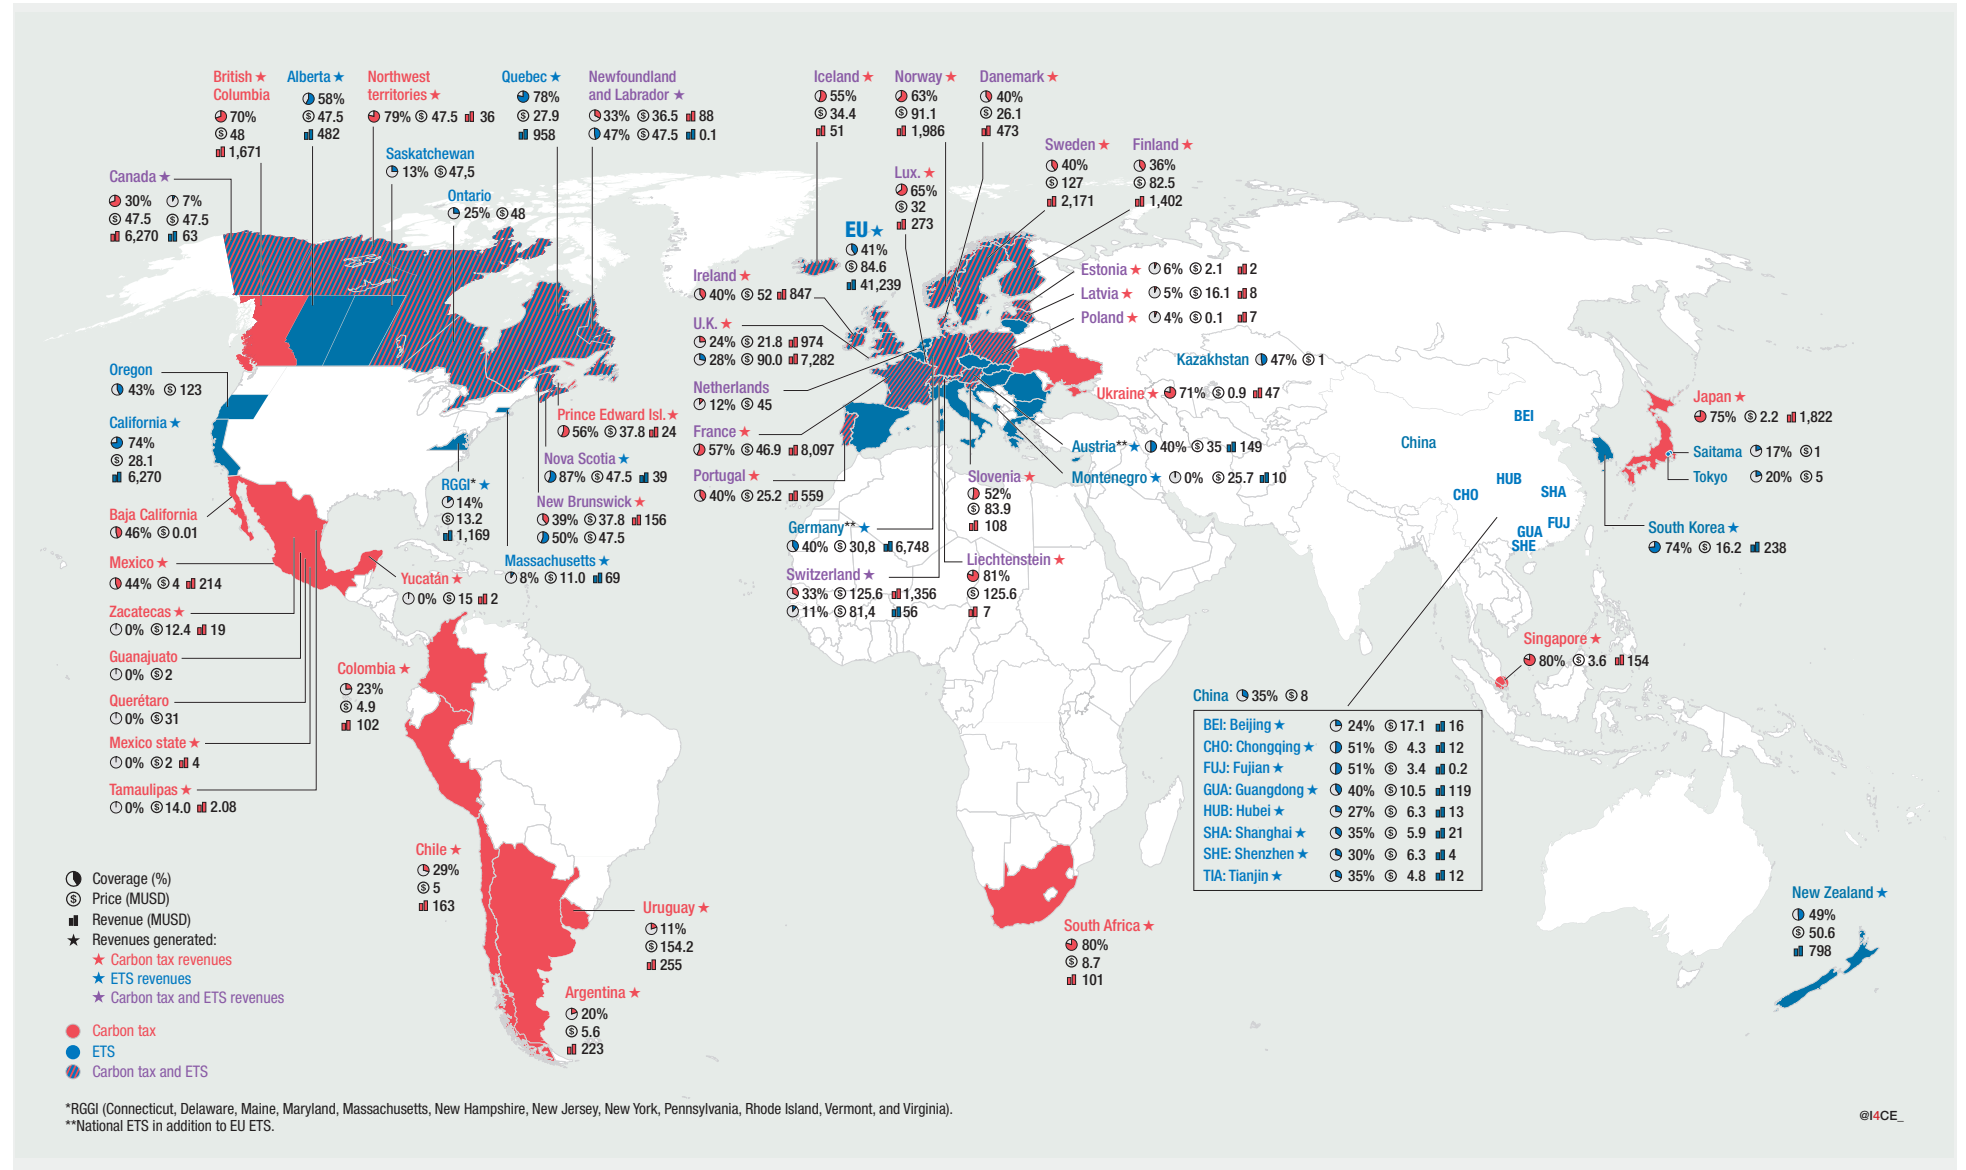 British ★
Columbia
70%
$ 48
1,671
Alberta ★
58%
$ 47.5
482
Northwest
territories ★
79% $ 47.5 36
Saskatchewan
13% $ 47,5
Ontario
25% $ 48
Quebec ★
78%
$ 27.9
958
Newfoundland
and Labrador ★
33% $ 36.5 88
47% $ 47.5 0.1
Canada ★
30% 7%
$ 47.5 $ 47.5
6,270 63
Iceland ★
55%
$ 34.4
51
Norway ★
63%
$ 91.1
1,986
Danemark ★
40%
$ 26.1
473
Sweden ★
40%
$ 127
2,171
Finland ★
36%
$ 82.5
1,402
Lux. ★
65%
$ 32
273
EU ★
41%
$ 84.6
41,239
Ireland ★
40% $ 52 847
U.K. ★
24% $ 21.8 974
28% $ 90.0 7,282
Netherlands
12% $ 45
France ★
57% $ 46.9 8,097
Portugal ★
40% $ 25.2 559
Estonia ★ 6% $ 2.1 2
Latvia ★ 5% $ 16.1 8
Poland ★ 4% $ 0.1 7
Kazakhstan 47% $ 1
Ukraine ★ 71% $ 0.9 47
Austria** ★ 40% $ 35 149
Montenegro ★ 0% $ 25.7 10
Slovenia ★
52%
$ 83.9
108
Germany** ★
40% $ 30,8 6,748
Switzerland ★
33% $ 125.6 1,356
11% $ 81,4 56
Liechtenstein ★
81%
$ 125.6
7
Oregon
43% $ 123
California ★
74%
$ 28.1
6,270
Prince Edward Isl. ★
56% $ 37.8 24
Nova Scotia ★
87% $ 47.5 39
New Brunswick ★
39% $ 37.8 156
50% $ 47.5
RGGI* ★
14%
$ 13.2
1,169
Massachusetts ★
8% $ 11.0 69
Baja California
46% $ 0.01
Mexico ★
44% $ 4 214
Yucatán ★
0% $ 15 2
Zacatecas ★
0% $ 12.4 19
Guanajuato
0% $ 2
Querétaro
0% $ 31
Mexico state ★
0% $ 2 4
Tamaulipas ★
0% $ 14.0 2.08
Colombia ★
23%
$ 4.9
102
Chile ★
29%
$ 5
163
Uruguay ★
11%
$ 154.2
255
Argentina ★
20%
$ 5.6
223
South Africa ★
80%
$ 8.7
101
Japan ★
75% $ 2.2 1,822
Saitama 17% $ 1
Tokyo 20% $ 5
South Korea ★
74% $ 16.2 238
Singapore ★
80% $ 3.6 154
BEI
China
HUB
CHO
SHA
FUJ
GUA
SHE
China 35% $ 8
BEI: Beijing ★ 24% $ 17.1 16
CHO: Chongqing ★ 51% $ 4.3 12
FUJ: Fujian ★ 51% $ 3.4 0.2
GUA: Guangdong ★ 40% $ 10.5 119
HUB: Hubei ★ 27% $ 6.3 13
SHA: Shanghai ★ 35% $ 5.9 21
SHE: Shenzhen ★ 30% $ 6.3 4
TIA: Tianjin ★ 35% $ 4.8 12
New Zealand ★
49%
$ 50.6
798
Coverage (%)
$ Price (MUSD)
Revenue (MUSD)
★ Revenues generated:
★ Carbon tax revenues
★ ETS revenues
★ Carbon tax and ETS revenues
Carbon tax
ETS
Carbon tax and ETS
*RGGI (Connecticut, Delaware, Maine, Maryland, Massachusetts, New Hampshire, New Jersey, New York, Pennsylvania, Rhode Island, Vermont, and Virginia).
**National ETS in addition to EU ETS.
@I4CE_